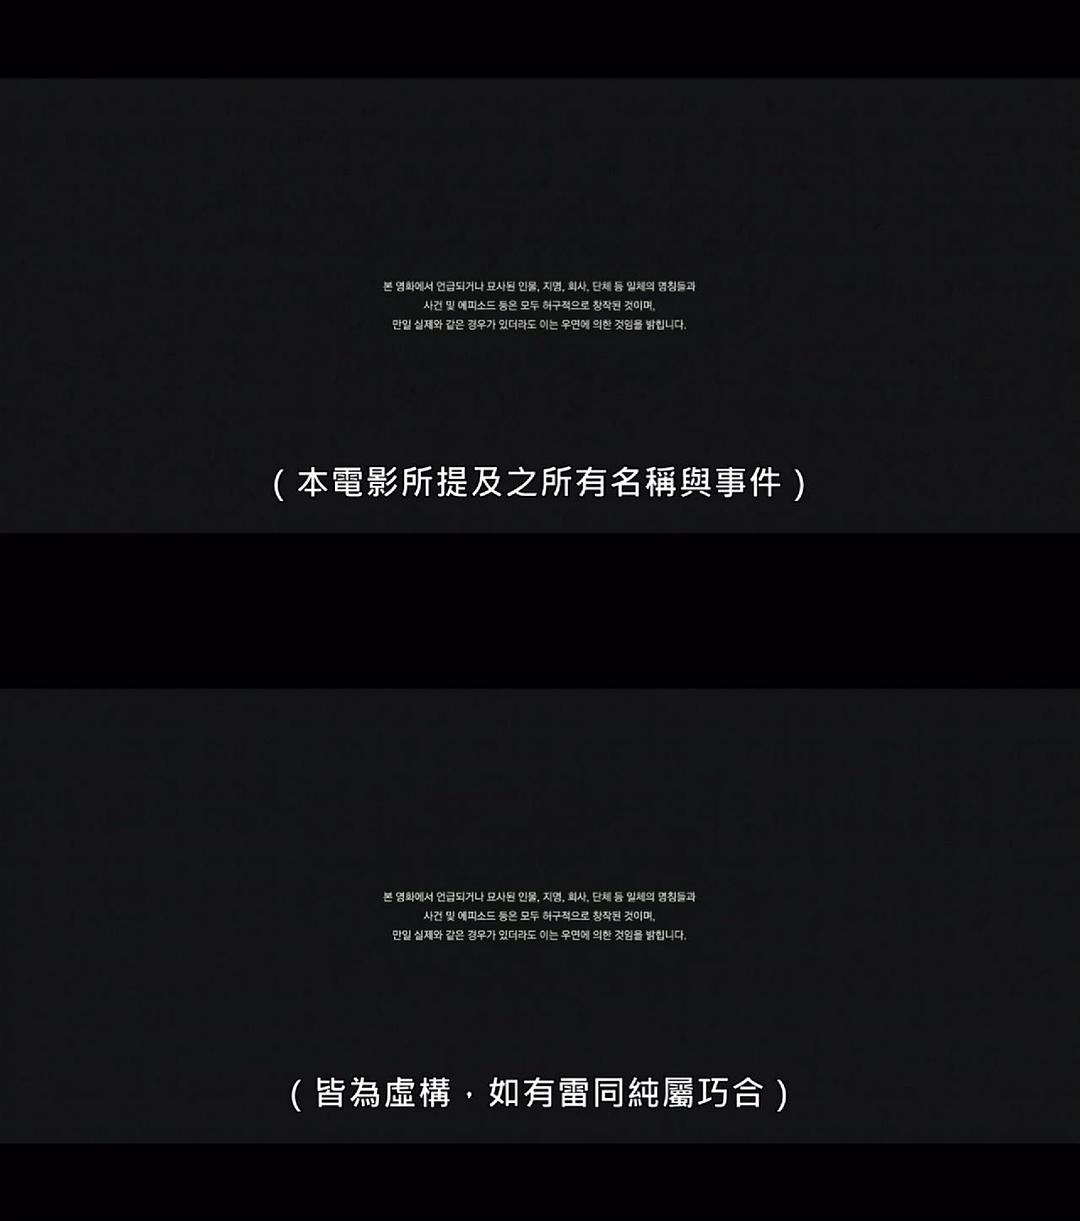 본 영화에서 언급되거나 묘사된 인물, 지명, 회사, 단체 등 일체의 명칭들과
사건 및 에피소드 등은 모두 허구적으로 창작된 것이며,
만일 실제와 같은 경우가 있더라도 이는 우연에 의한 것임을 밝힙니다.
(本電影所提及之所有名稱與事件)
본 영화에서 언급되거나 묘사된 인물, 지명, 회사, 단체 등 일체의 명칭들과
사건 및 에피소드 등은 모두 허구적으로 창작된 것이며,
만일 실제와 같은 경우가 있더라도 이는 우연에 의한 것임을 밝힙니다.
(皆為虛構，如有雷同純屬巧合)